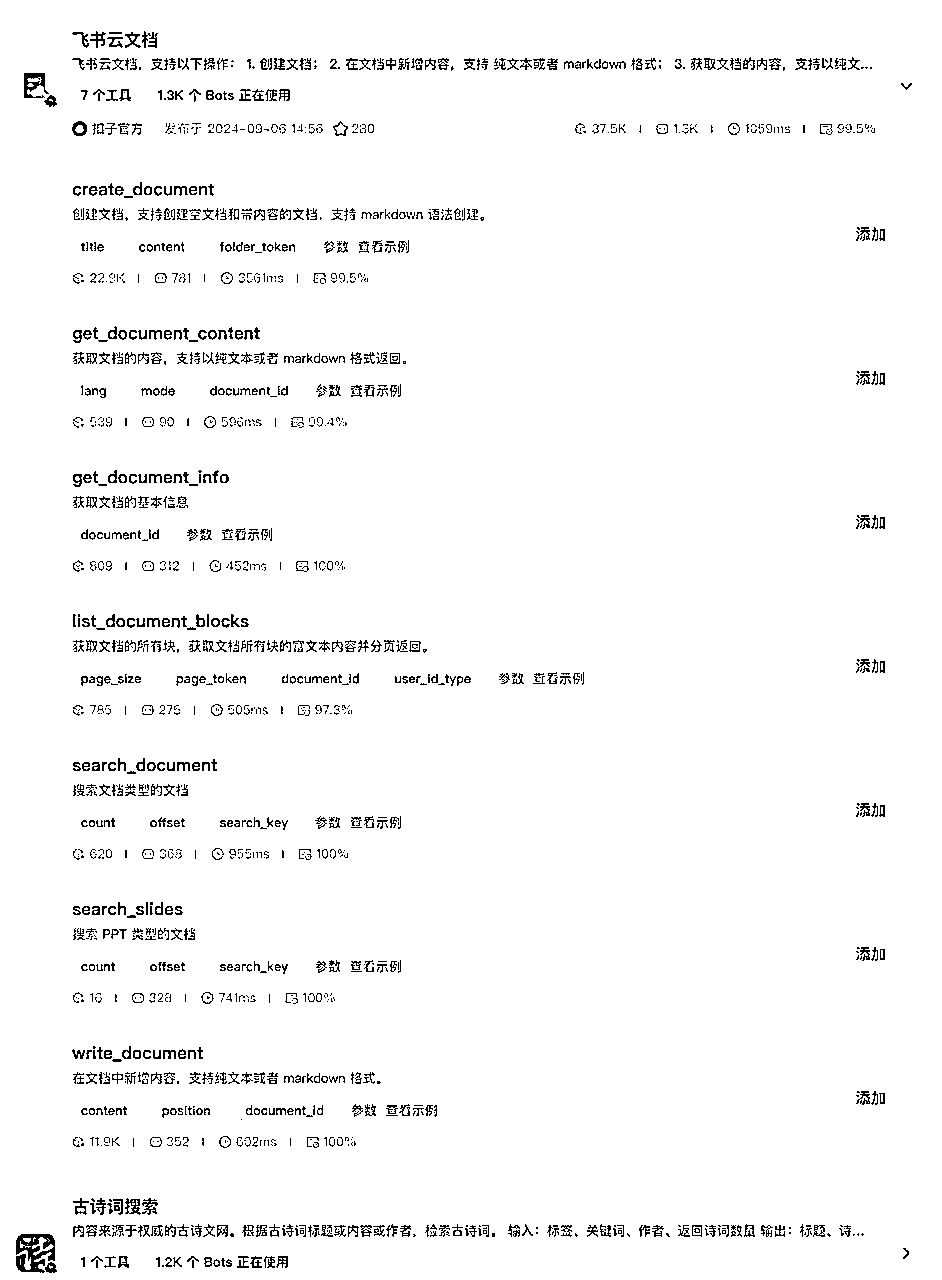 飞书云文档
飞书云文档，支持以下操作： 1. 创建文档； 2. 在文档中新增内容，支持 纯文本或者 markdown 格式； 3. 获取文档的内容，支持以纯文...
7 个工具 1.3K 个 Bots 正在使用
扣子官方 发布于 2024-09-06 14:56 280 37.5K 1.3K 1659ms 99.5%
create_document
创建文档，支持创建空文档和带内容的文档，支持 markdown 语法创建。
添加
title content folder_token 参数 查看示例
22.9K 781 3561ms 99.5%
get_document_content
获取文档的内容，支持以纯文本或者 markdown 格式返回。
添加
lang mode document_id 参数 查看示例
539 90 596ms 99.4%
get_document_info
获取文档的基本信息
添加
document_id 参数 查看示例
809 312 452ms 100%
list_document_blocks
获取文档的所有块，获取文档所有块的富文本内容并分页返回。
添加
page_size page_token document_id user_id_type 参数 查看示例
785 276 505ms 97.3%
search_document
搜索文档类型的文档
添加
count offset search_key 参数 查看示例
620 368 955ms 100%
search_slides
搜索 PPT 类型的文档
添加
count offset search_key 参数 查看示例
16 328 741ms 100%
write_document
在文档中新增内容，支持纯文本或者 markdown 格式。
添加
content position document_id 参数 查看示例
11.9K 352 602ms 100%
古诗词搜索
内容来源于权威的古诗文网。根据古诗词标题或内容或作者，检索古诗词。 输入：标签、关键词、作者、返回诗词数量 输出：标题、诗...
1 个工具 1.2K 个 Bots 正在使用